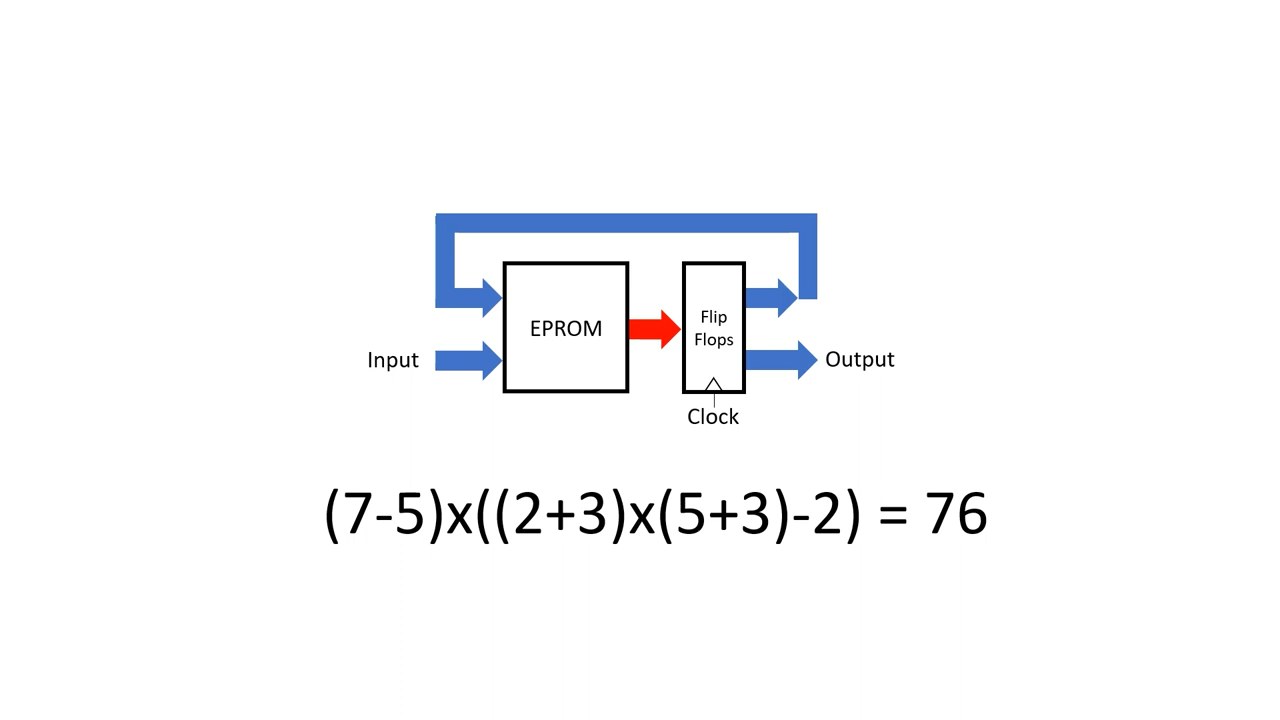 EPROM
Flip
Flops
Input
Output
Clock
(7-5)x((2+3)x(5+3)-2) = 76